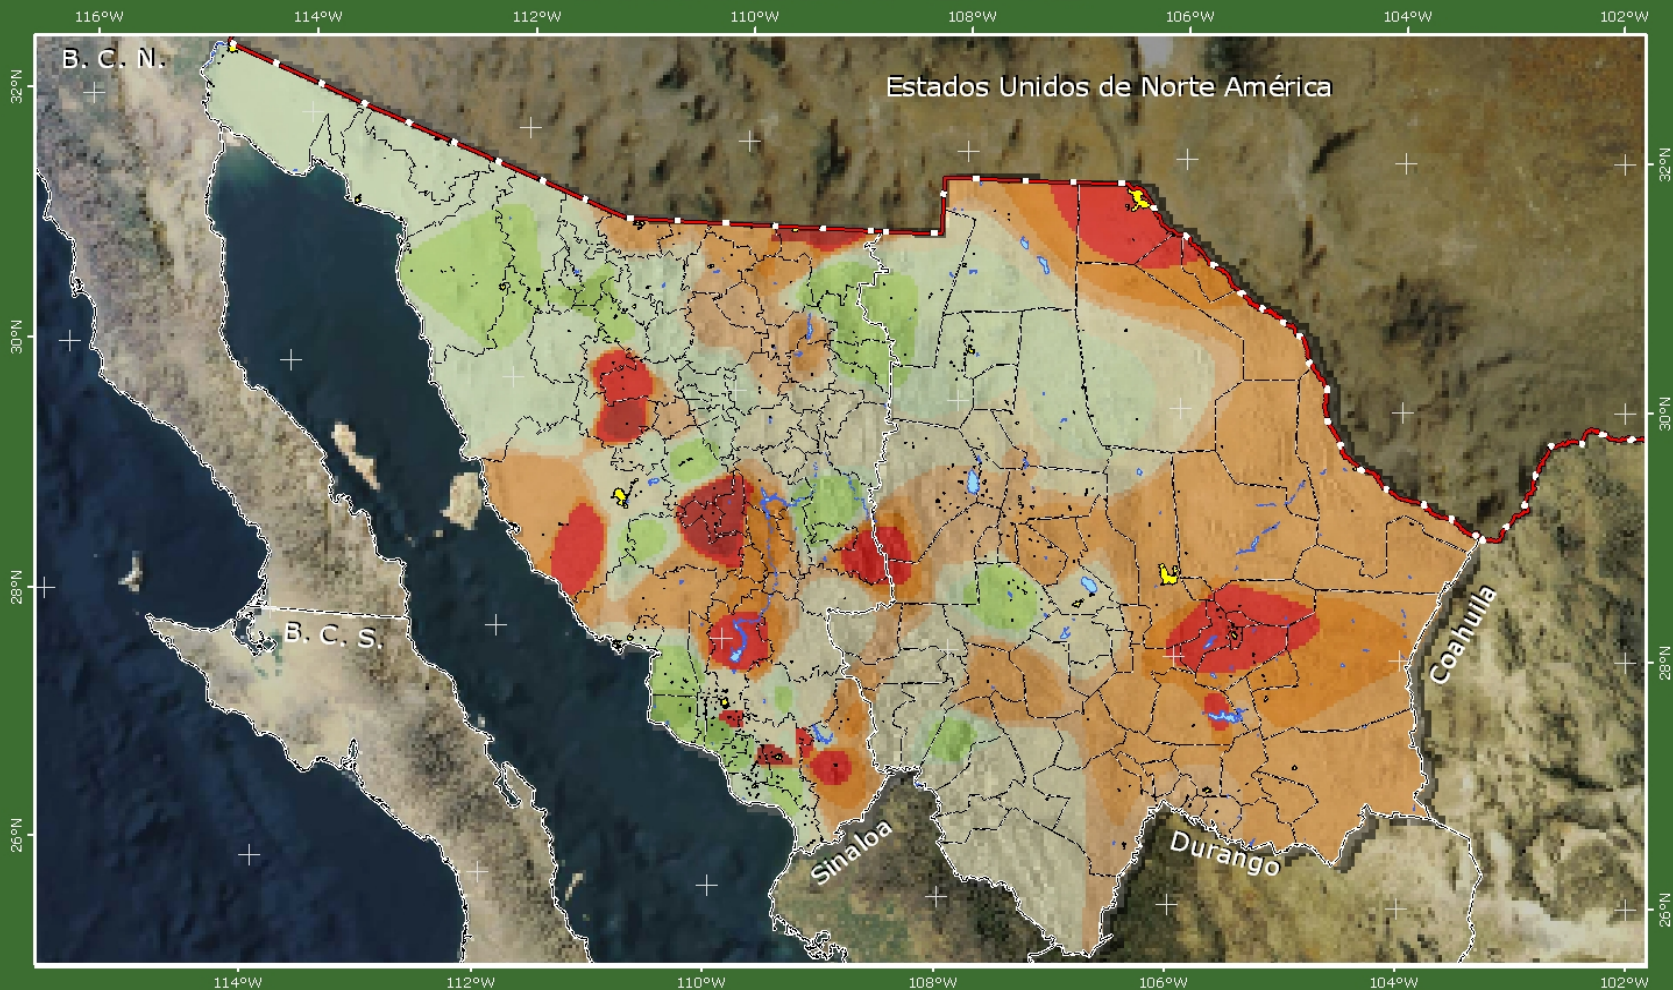 116°W 114°W 112°W 110°W 108°W 106°W 104°W 102°W
B. C. N.
Estados Unidos de Norte América
32°N 32°N
30°N 30°N
28°N 28°N
B. C. S.
Coahuila
26°N 26°N
Sinaloa
Durango
114°W 112°W 110°W 108°W 106°W 104°W 102°W